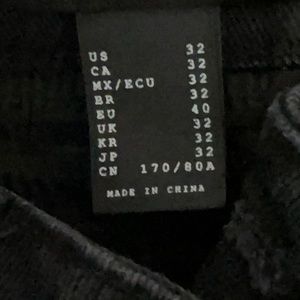 US 32
CA 32
MX/ECU 32
BR 32
EU 40
UK 32
KR 32
JP 32
CN 170/80A
MADE IN CHINA